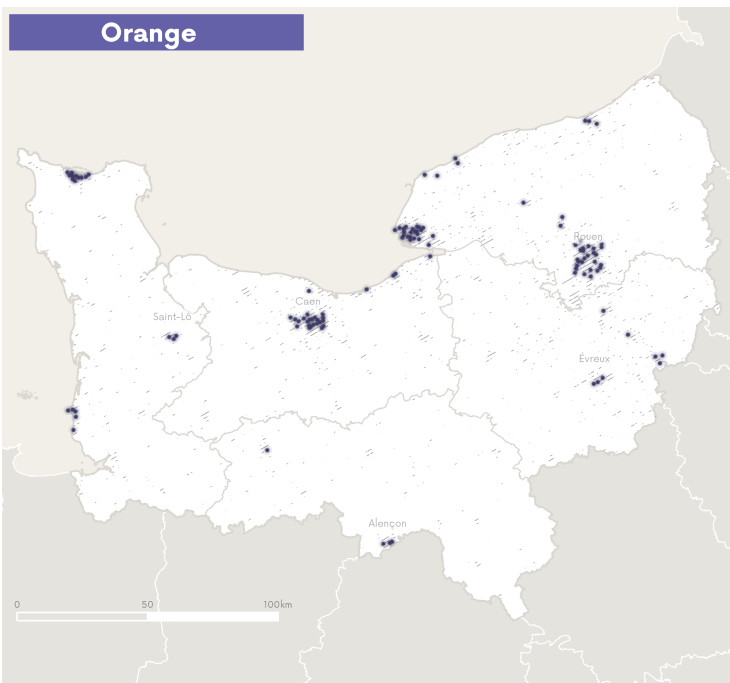 Orange
Rouen
Caen
Saint-Lô
Évreux
Alençon
0 50 100km